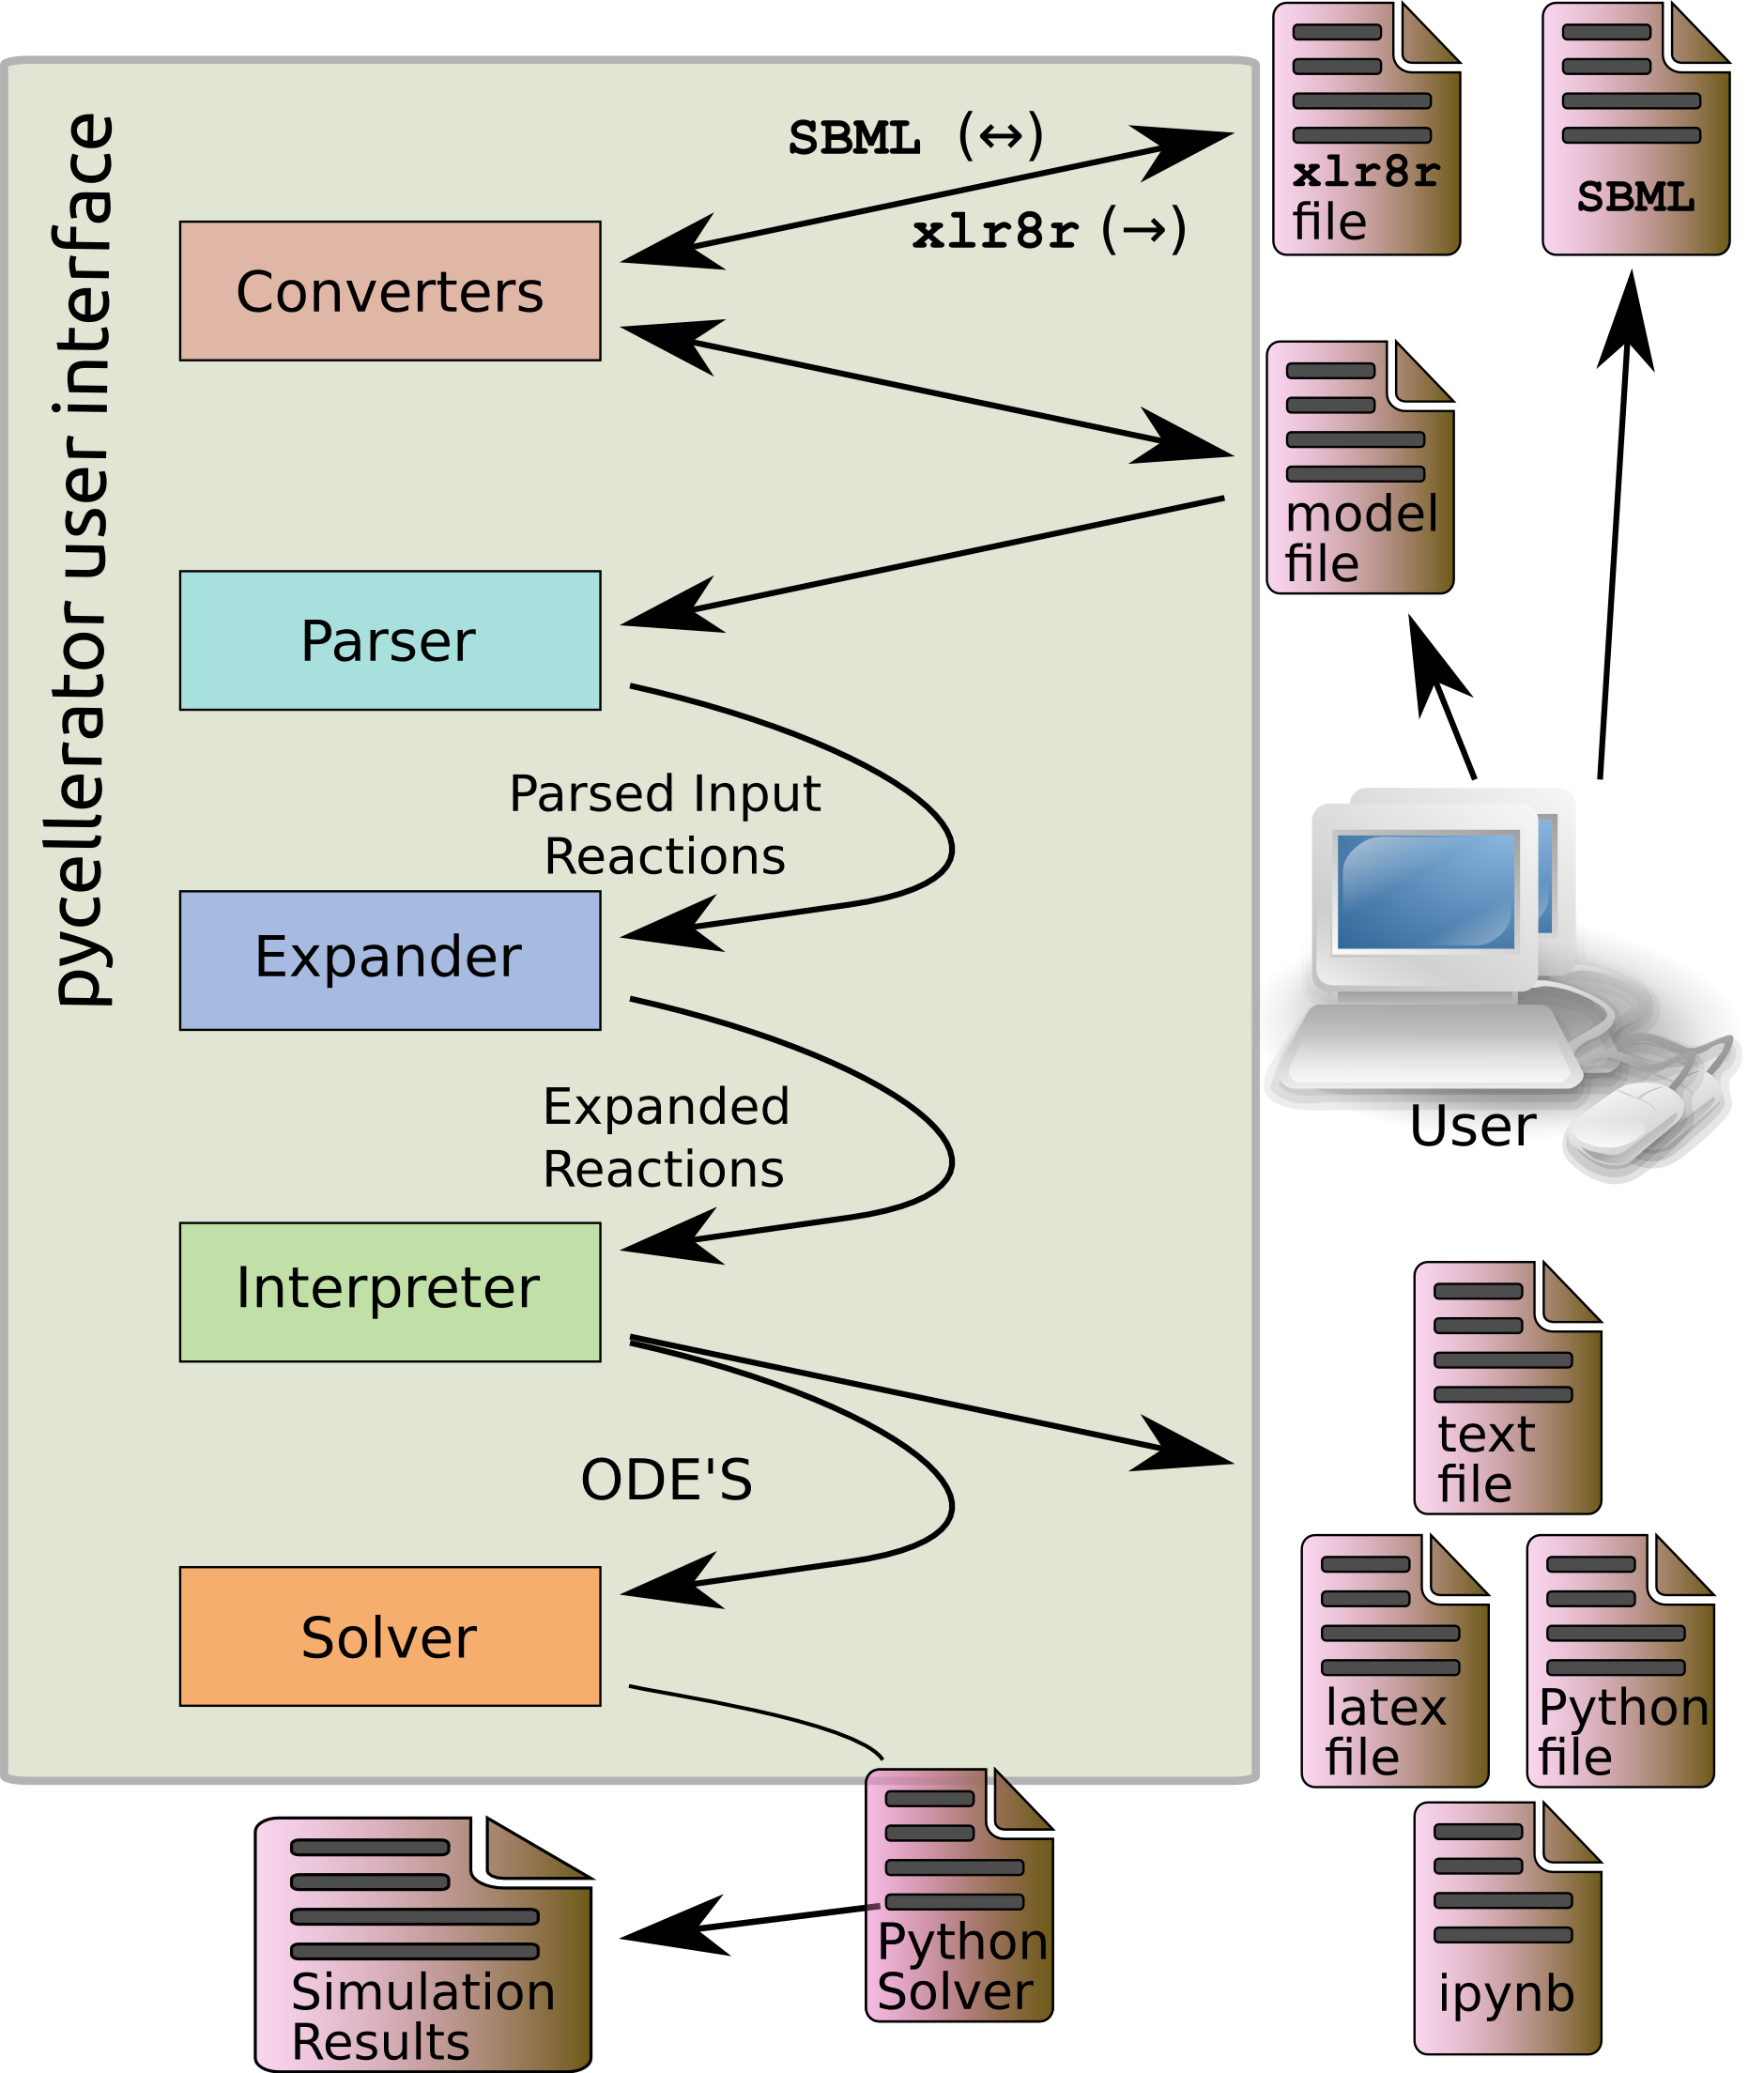 pycellerator user interface
SBML (↔)
xlr8r (→)
xlr8r
file
SBML
Converters
model
file
Parser
Parsed Input
Reactions
Expander
Expanded
Reactions
User
Interpreter
text
file
ODE'S
Solver
latex
file
Python
file
Python
Solver
Simulation
Results
ipynb